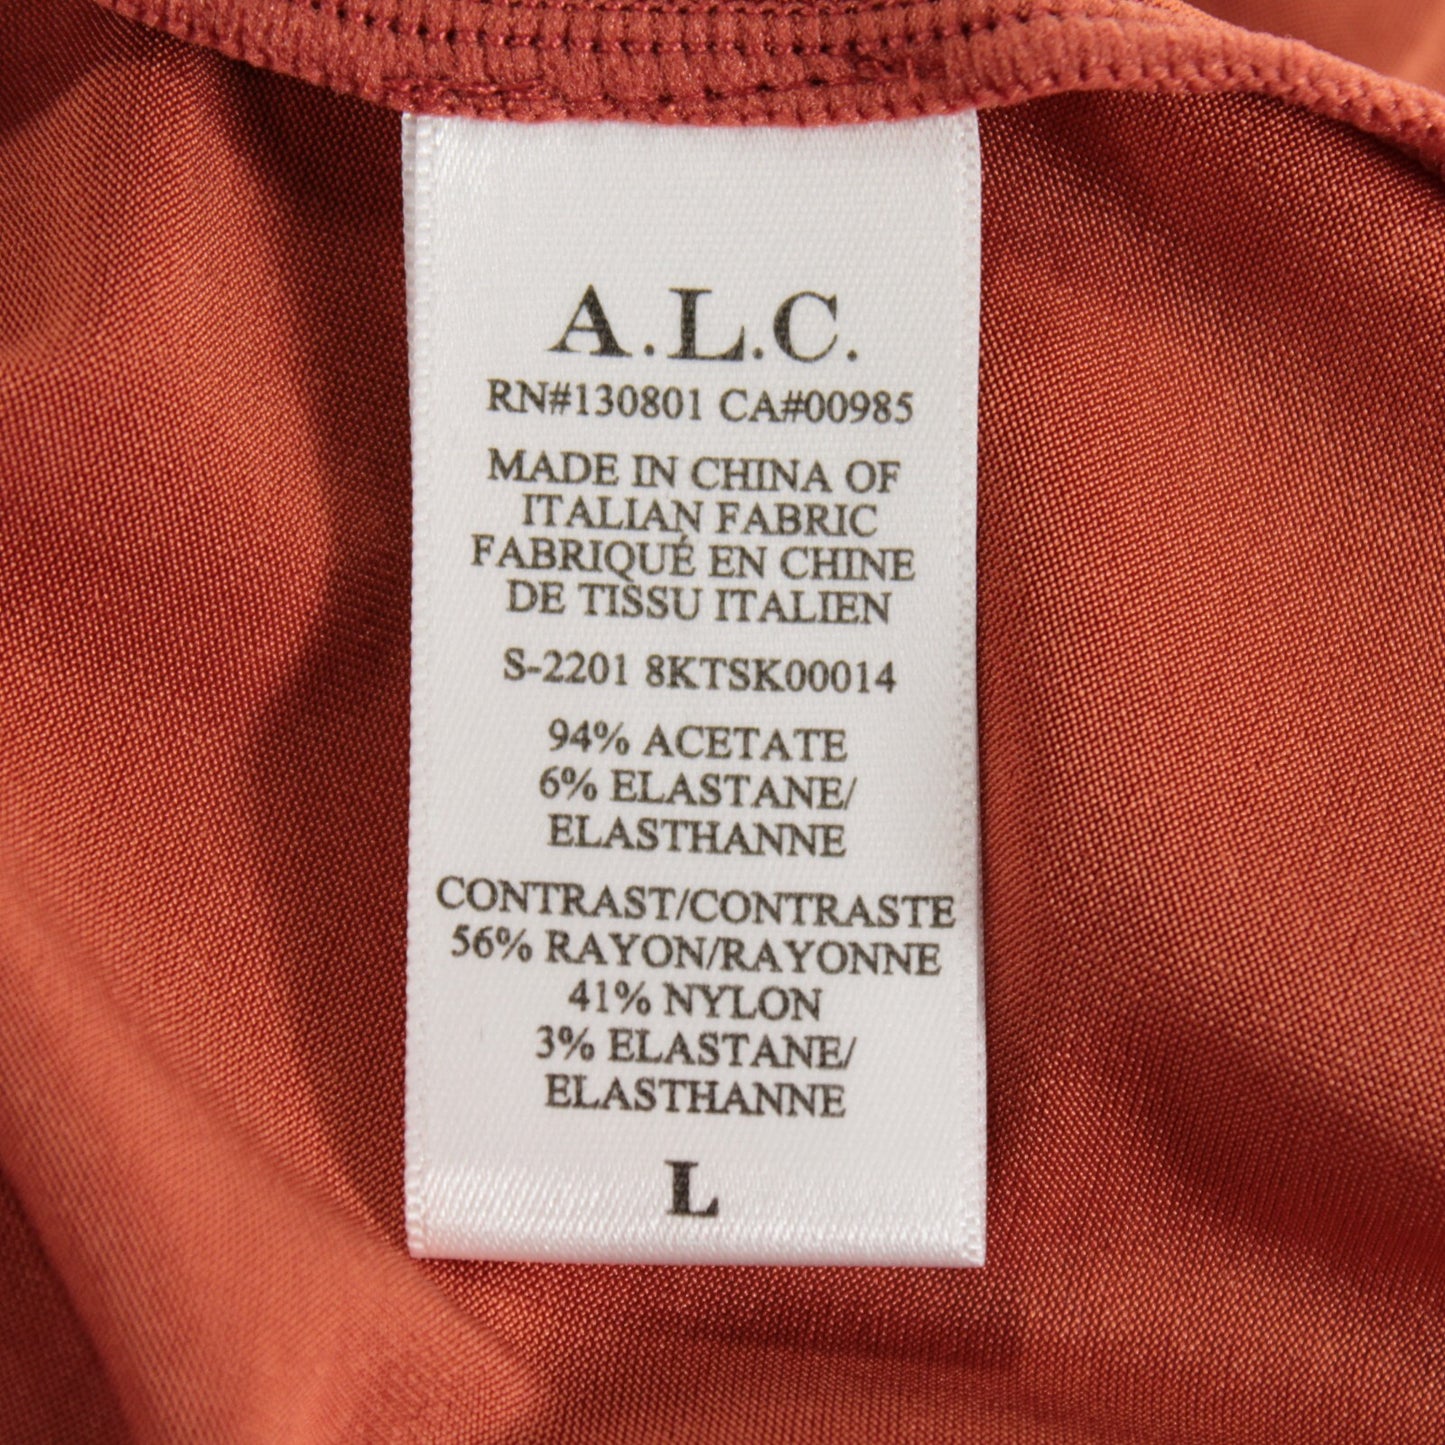 A.L.C.
RN#130801 CA#00985
MADE IN CHINA OF
ITALIAN FABRIC
FABRIQUÉ EN CHINE
DE TISSU ITALIEN
S-2201 8KTSK00014
94% ACETATE
6% ELASTANE/
ELASTHANNE
CONTRAST/CONTRASTE
56% RAYON/RAYONNE
41% NYLON
3% ELASTANE/
ELASTHANNE
L